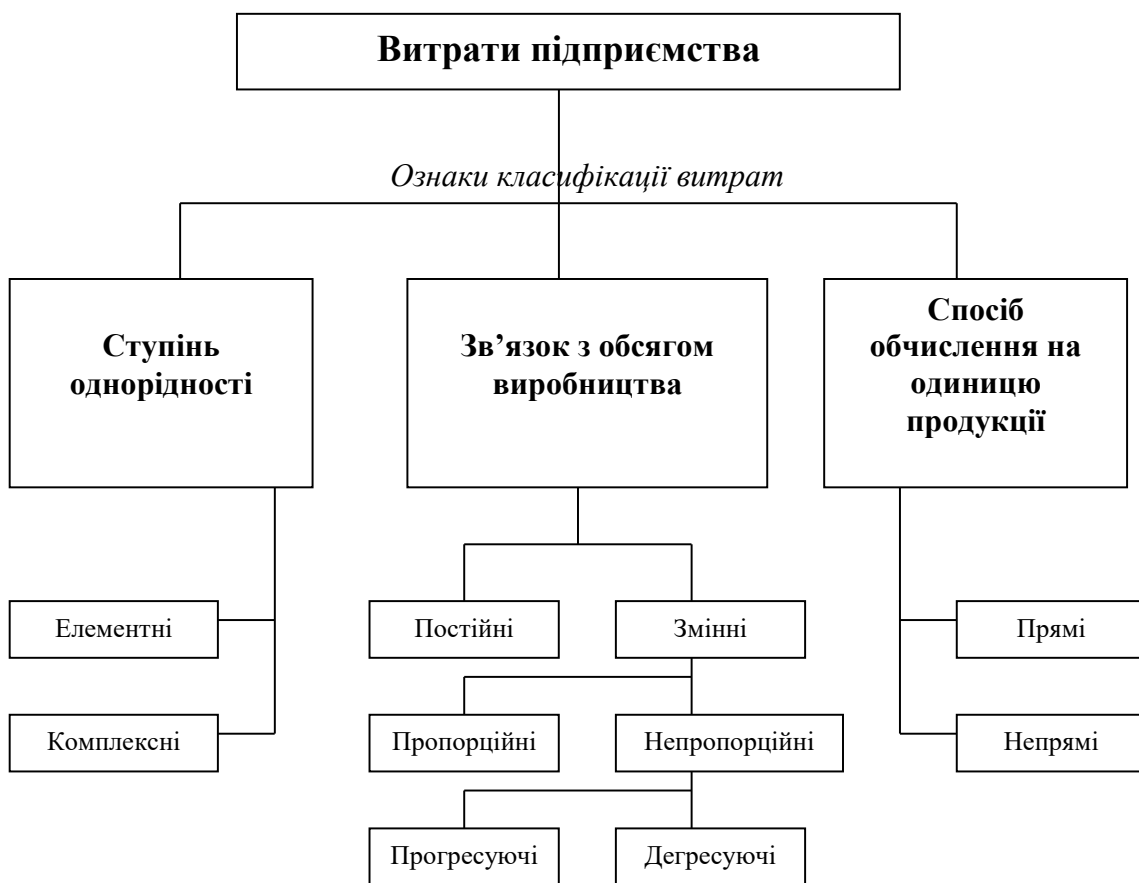 Витрати підприємства
Ознаки класифікації витрат
Ступінь
однорідності
Зв’язок з обсягом
виробництва
Спосіб
обчислення на
одиницю
продукції
Елементні
Постійні
Змінні
Прямі
Комплексні
Пропорційні
Непропорційні
Непрямі
Прогресуючі
Дегресуючі